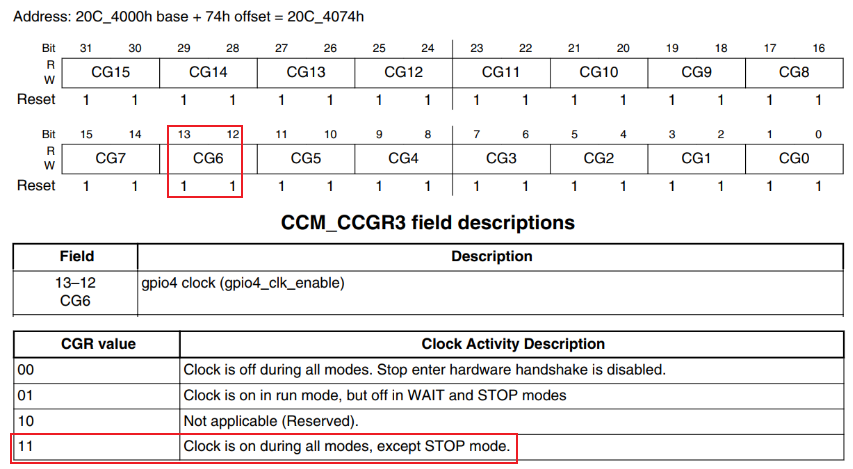 Address: 20C_4000h base + 74h offset = 20C_4074h
Bit 31 30 29 28 27 26 25 24 23 22 21 20 19 18 17 16
R
W
CG15 CG14 CG13 CG12 CG11 CG10 CG9 CG8
Reset 1 1 1 1 1 1 1 1 1 1 1 1 1 1 1 1
Bit 15 14 13 12 11 10 9 8 7 6 5 4 3 2 1 0
R
W
CG7 CG6 CG5 CG4 CG3 CG2 CG1 CG0
Reset 1 1 1 1 1 1 1 1 1 1 1 1 1 1 1 1
CCM_CCGR3 field descriptions
Field Description
13–12 gpio4 clock (gpio4_clk_enable)
CG6
CGR value Clock Activity Description
00 Clock is off during all modes. Stop enter hardware handshake is disabled.
01 Clock is on in run mode, but off in WAIT and STOP modes
10 Not applicable (Reserved).
11 Clock is on during all modes, except STOP mode.